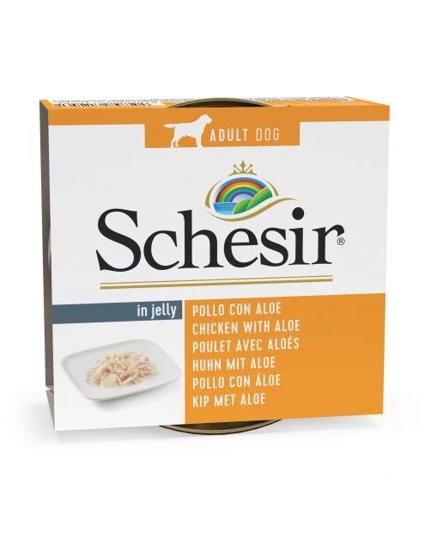 ADULT DOG
Schesir®
in jelly
POLLO CON ALOE
CHICKEN WITH ALOE
POULET AVEC ALOÈS
HUHN MIT ALOE
POLLO CON ÁLOE
KIP MET ALOE